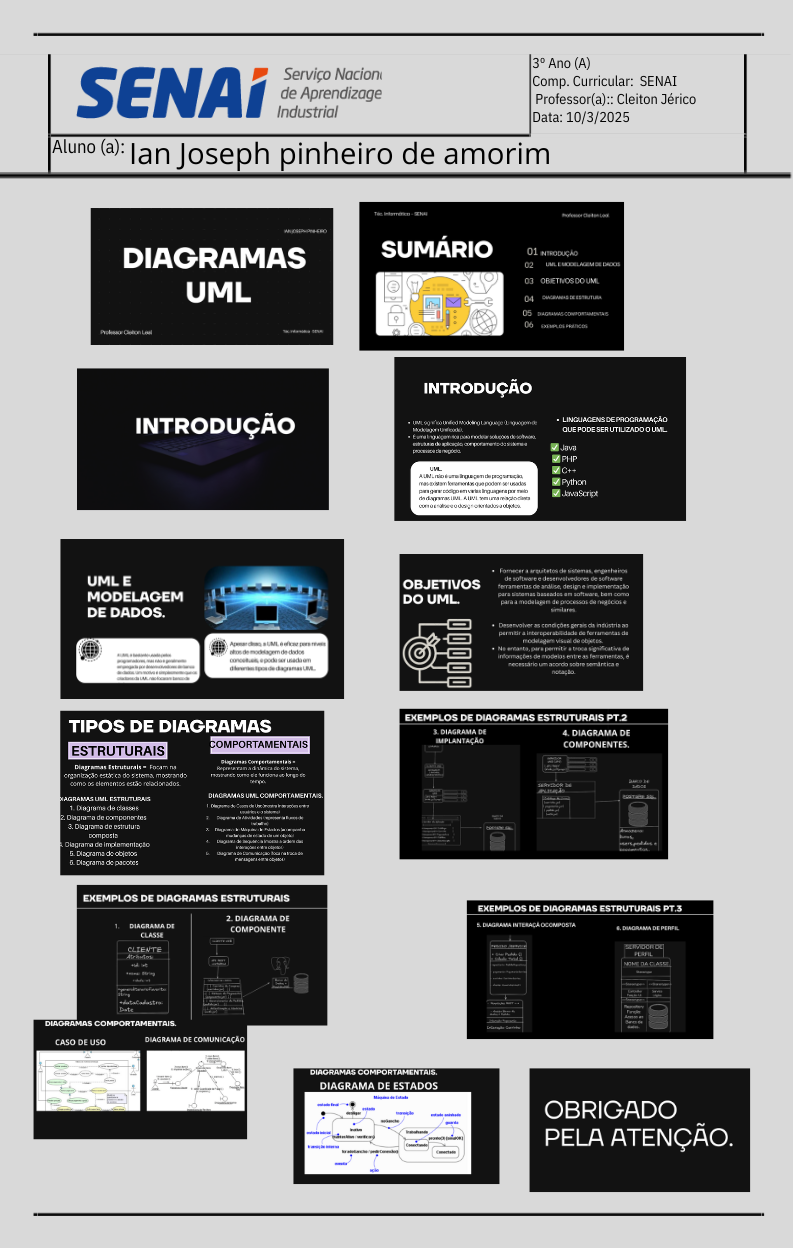 SENAI
Serviço Nacion
de Aprendizage
Industrial
3º Ano (A)
Comp. Curricular: SENAI
Professor(a):: Cleiton Jérico
Data: 10/3/2025
Aluno (a): Ian Joseph pinheiro de amorim
IAN JOSEPH PINHEIRO
DIAGRAMAS
UML
Professor Cleiton Leal
Téc. Informática - SENAI
Téc. Informática - SENAI
Professor Cleiton Leal
SUMÁRIO
01 INTRODUÇÃO
02 UML E MODELAGEM DE DADOS
03 OBJETIVOS DO UML
04 DIAGRAMAS DE ESTRUTURA
05 DIAGRAMAS COMPORTAMENTAIS
06 EXEMPLOS PRÁTICOS
INTRODUÇÃO
INTRODUÇÃO
UML significa Unified Modeling Language (Linguagem de
Modelagem Unificada).
É uma linguagem rica para modelar soluções de software,
estruturas de aplicação, comportamento do sistema e
processos de negócio.
UML.
A UML não é uma linguagem de programação,
mas existem ferramentas que podem ser usadas
para gerar código em várias linguagens por meio
de diagramas UML. A UML tem uma relação direta
com a análise e o design orientados a objetos.
LINGUAGENS DE PROGRAMAÇÃO
QUE PODE SER UTILIZADO O UML.
Java
PHP
C++
Python
JavaScript
UML E
MODELAGEM
DE DADOS.
A UML é bastante usada pelos
programadores, mas não é geralmente
empregada por desenvolvedores de banco
de dados. Um motivo é simplesmente que os
criadores da UML não focaram banco de
Apesar disso, a UML é eficaz para níveis
altos de modelagem de dados
conceituais, e pode ser usada em
diferentes tipos de diagramas UML.
OBJETIVOS
DO UML.
Fornecer a arquitetos de sistemas, engenheiros
de software e desenvolvedores de software
ferramentas de análise, design e implementação
para sistemas baseados em software, bem como
para a modelagem de processos de negócios e
similares.
Desenvolver as condições gerais da indústria ao
permitir a interoperabilidade de ferramentas de
modelagem visual de objetos.
No entanto, para permitir a troca significativa de
informações de modelos entre as ferramentas, é
necessário um acordo sobre semântica e
notação.
TIPOS DE DIAGRAMAS
ESTRUTURAIS
Diagramas Estruturais = Focam na
organização estática do sistema, mostrando
como os elementos estão relacionados.
DIAGRAMAS UML ESTRUTURAIS
1. Diagrama de classes
2. Diagrama de componentes
3. Diagrama de estrutura
composta
4. Diagrama de implementação
5. Diagrama de objetos
6. Diagrama de pacotes
COMPORTAMENTAIS
Diagramas Comportamentais =
Representam a dinâmica do sistema,
mostrando como ele funciona ao longo do
tempo.
DIAGRAMAS UML COMPORTAMENTAIS.
1. Diagrama de Casos de Uso (mostra interações entre
usuários e o sistema)
2. Diagrama de Atividades (representa fluxos de
trabalho)
3. Diagrama de Máquina de Estados (acompanha
mudanças de estado de um objeto)
4. Diagrama de Sequência (mostra a ordem das
interações entre objetos)
5. Diagrama de Comunicação (foca na troca de
mensagens entre objetos)
EXEMPLOS DE DIAGRAMAS ESTRUTURAIS PT.2
3. DIAGRAMA DE
IMPLANTAÇÃO
4. DIAGRAMA DE
COMPONENTES.
SERVIDOR DE
APLICAÇÃO
BANCO DE
DADOS
EXEMPLOS DE DIAGRAMAS ESTRUTURAIS
1. DIAGRAMA DE
CLASSE
CLIENTE
Atributos:
String
+dataCadastro:
Date
2. DIAGRAMA DE
COMPONENTE
EXEMPLOS DE DIAGRAMAS ESTRUTURAIS PT.3
5. DIAGRAMA INTERAÇÃOCOMPOSTA
6. DIAGRAMA DE PERFIL
SERVIDOR DE
PERFIL
NOME DA CLASSE
DIAGRAMAS COMPORTAMENTAIS.
CASO DE USO
DIAGRAMA DE COMUNICAÇÃO
DIAGRAMAS COMPORTAMENTAIS.
DIAGRAMA DE ESTADOS
Máquina de Estado
estado final
estado
transição
estado aninhado
desligar
guarda
estado inicial
Trabalhando
Conectando
Conectado
transição interna
evento
ação
OBRIGADO
PELA ATENÇÃO.